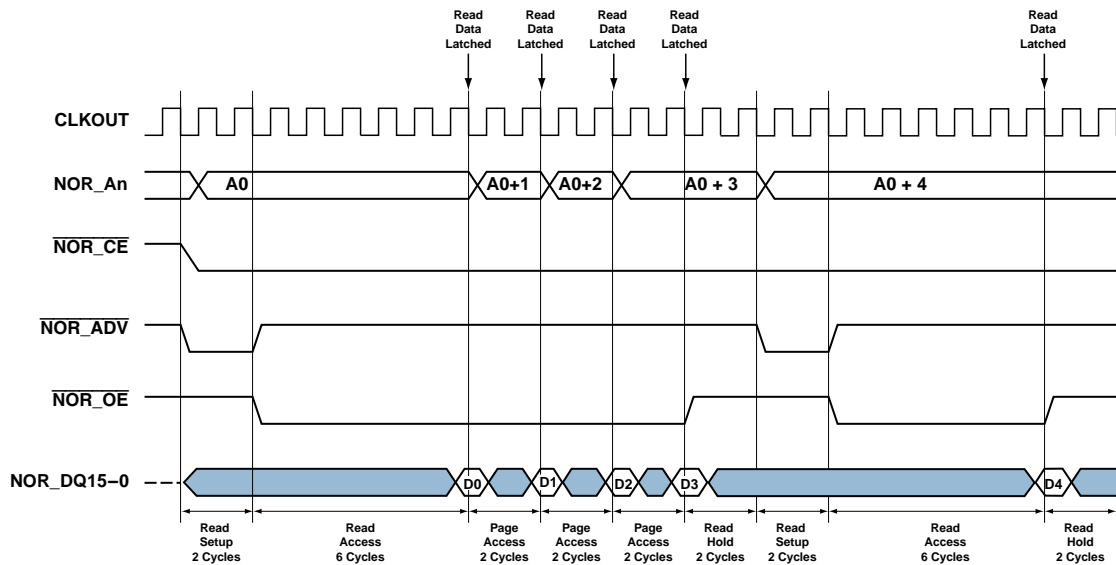 Read
Data
Latched
Read
Data
Latched
Read
Data
Latched
Read
Data
Latched
Read
Data
Latched
CLKOUT
NOR_An
A0
A0+1
A0+2
A0 + 3
A0 + 4
NOR_CE
NOR_ADV
NOR_OE
NOR_DQ15–0
D0
D1
D2
D3
D4
Read
Setup
2 Cycles
Read
Access
6 Cycles
Page
Access
2 Cycles
Page
Access
2 Cycles
Page
Access
2 Cycles
Read
Hold
2 Cycles
Read
Setup
2 Cycles
Read
Access
6 Cycles
Read
Hold
2 Cycles